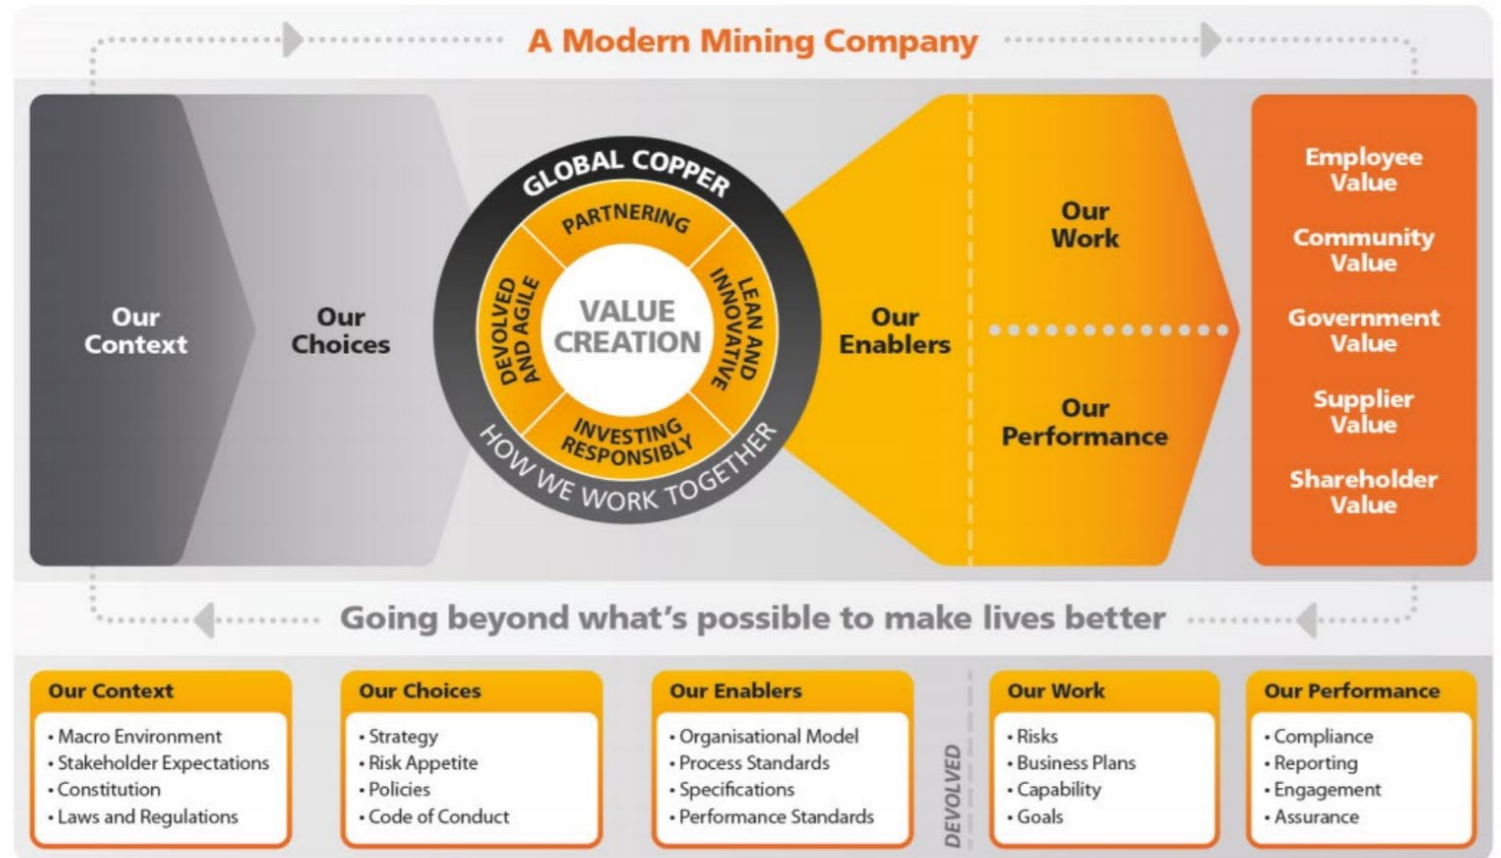 A Modern Mining Company
Our
Context
Our
Choices
GLOBAL COPPER
PARTNERING
DEVOLVED
AND AGILE
VALUE
CREATION
LEAN AND
INNOVATIVE
INVESTING
RESPONSIBLY
HOW WE WORK TOGETHER
Our
Enablers
Our
Work
Our
Performance
Employee
Value
Community
Value
Government
Value
Supplier
Value
Shareholder
Value
Going beyond what's possible to make lives better
Our Context
• Macro Environment
• Stakeholder Expectations
• Constitution
• Laws and Regulations
Our Choices
• Strategy
• Risk Appetite
• Policies
• Code of Conduct
Our Enablers
• Organisational Model
• Process Standards
• Specifications
• Performance Standards
DEVOLVED
Our Work
• Risks
• Business Plans
• Capability
• Goals
Our Performance
• Compliance
• Reporting
• Engagement
• Assurance